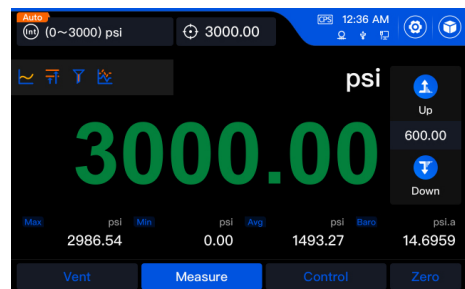 Auto
Int (0~3000) psi
3000.00
CPS 12:36 AM
psi
Up
3000.00
600.00
Down
Max psi Min psi Avg psi Baro psi.a
2986.54 0.00 1493.27 14.6959
Vent Measure Control Zero